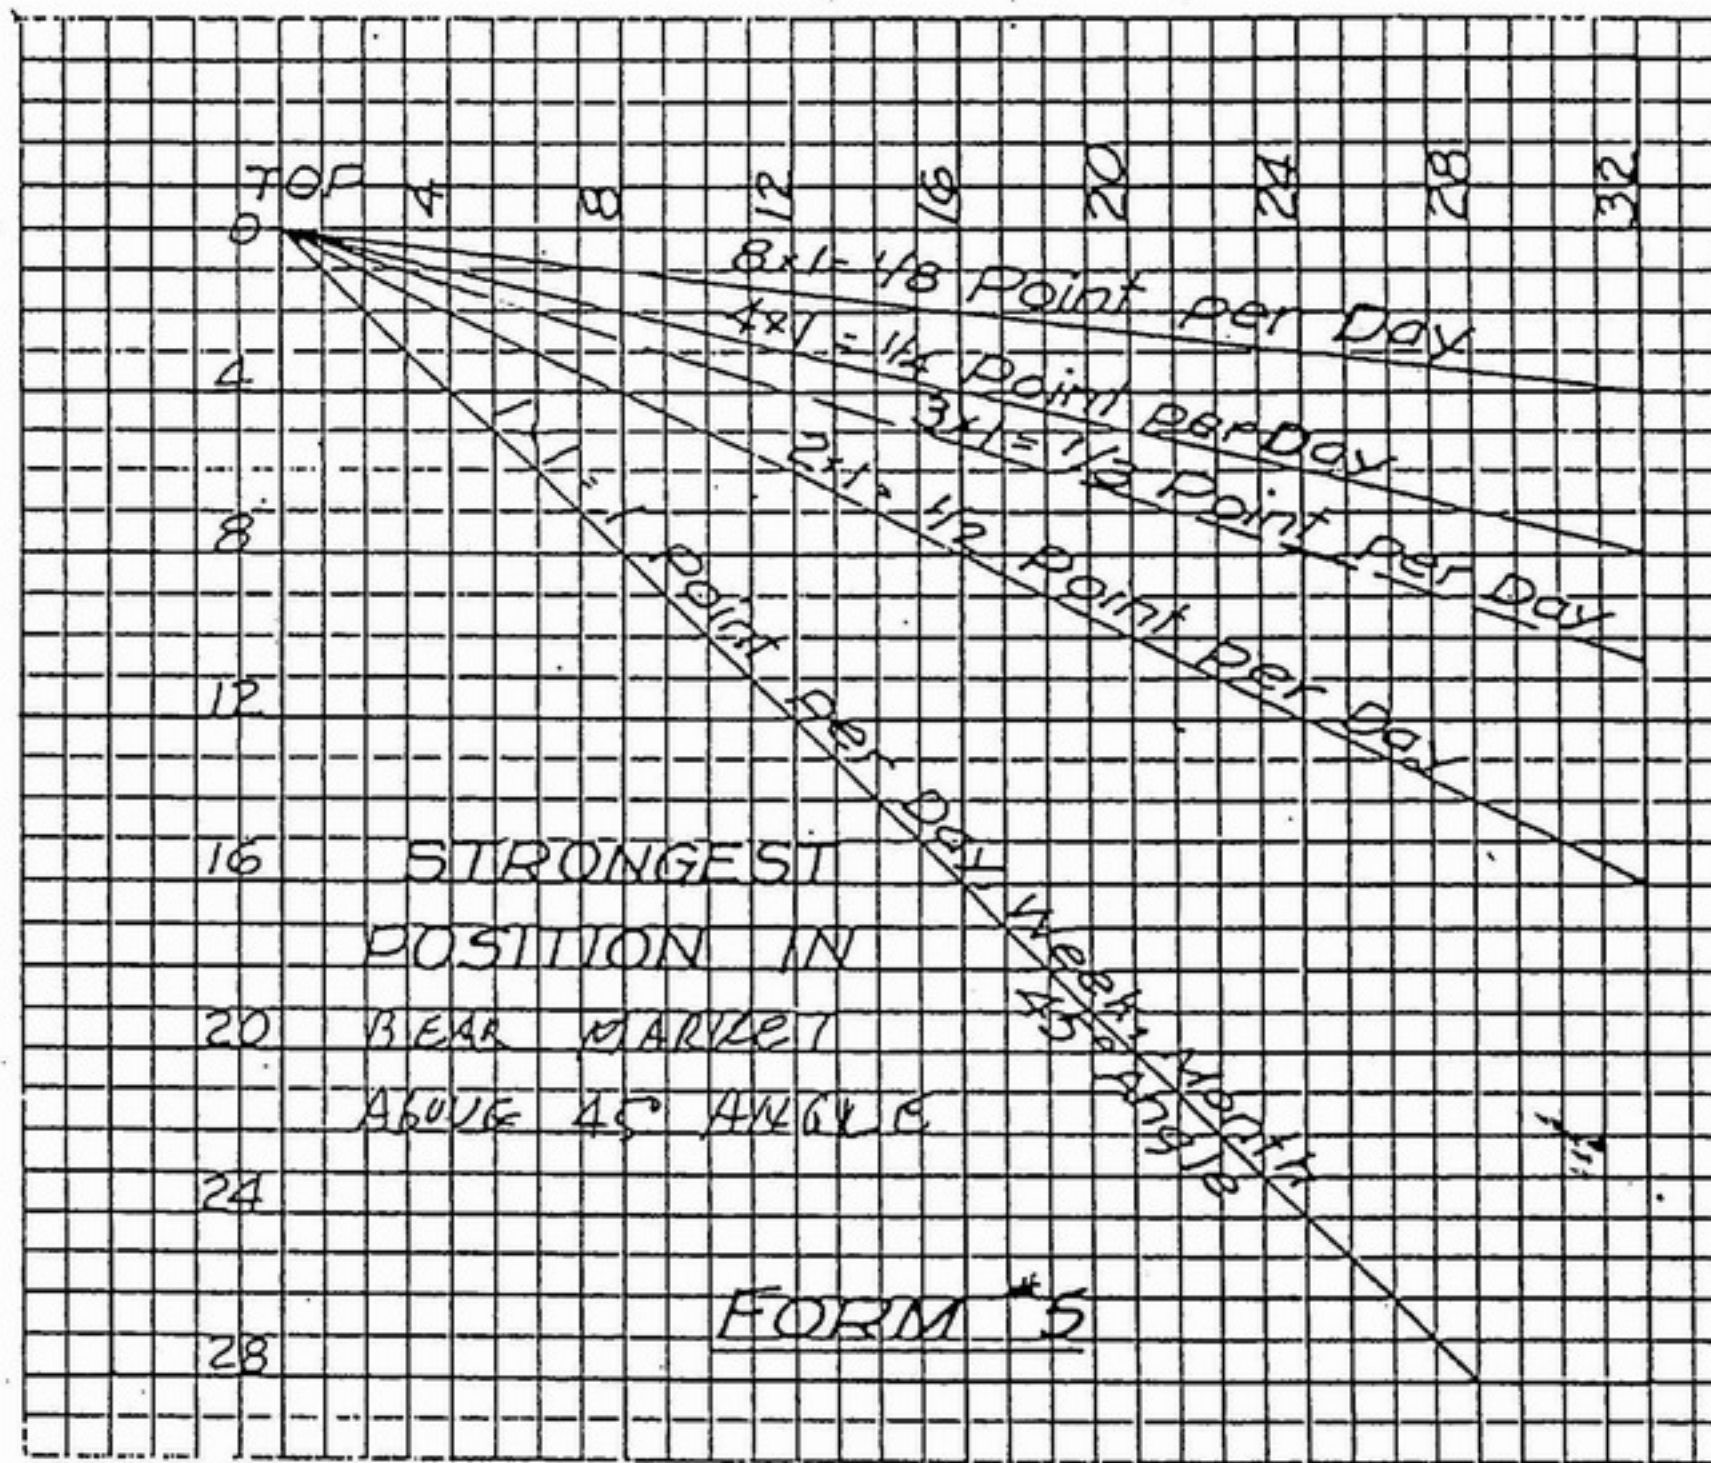 TOP 4 8 12 16 20 24 28 32
0
8x1=1/8 Point per Day
4x1=1/4 Point per Day
4
3x1=1/3 Point per Day
2x1=1/2 Point per Day
1x1=1 Point Per Day, Week, Month
45° Angle
8
12
16 STRONGEST
POSITION IN
20 BEAR MARKET
ABOVE 45° ANGLE
24
FORM #5
28